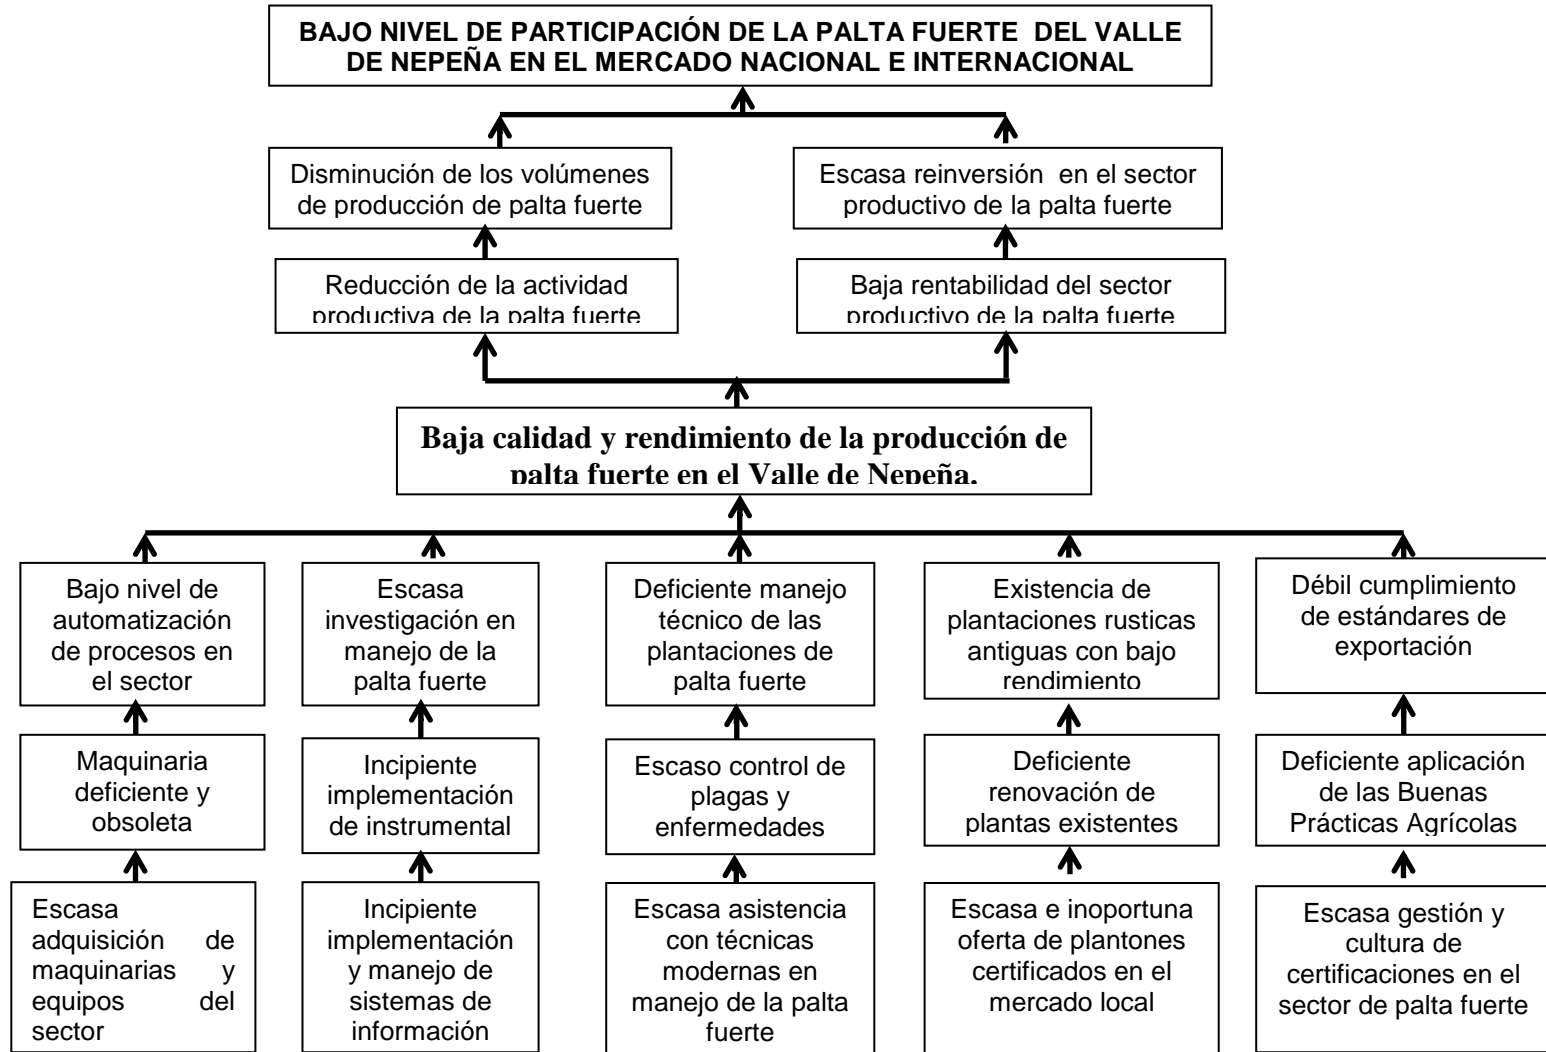 BAJO NIVEL DE PARTICIPACIÓN DE LA PALTA FUERTE DEL VALLE
DE NEPEÑA EN EL MERCADO NACIONAL E INTERNACIONAL
Disminución de los volúmenes
de producción de palta fuerte
Escasa reinversión en el sector
productivo de la palta fuerte
Reducción de la actividad
productiva de la palta fuerte
Baja rentabilidad del sector
productivo de la palta fuerte
Baja calidad y rendimiento de la producción de
palta fuerte en el Valle de Nepeña.
Bajo nivel de
automatización
de procesos en
el sector
Escasa
investigación en
manejo de la
palta fuerte
Deficiente manejo
técnico de las
plantaciones de
palta fuerte
Existencia de
plantaciones rusticas
antiguas con bajo
rendimiento
Débil cumplimiento
de estándares de
exportación
Maquinaria
deficiente y
obsoleta
Incipiente
implementación
de instrumental
Escaso control de
plagas y
enfermedades
Deficiente
renovación de
plantas existentes
Deficiente aplicación
de las Buenas
Prácticas Agrícolas
Escasa
adquisición de
maquinarias y
equipos del
sector
Incipiente
implementación
y manejo de
sistemas de
información
Escasa asistencia
con técnicas
modernas en
manejo de la palta
fuerte
Escasa e inoportuna
oferta de plantones
certificados en el
mercado local
Escasa gestión y
cultura de
certificaciones en el
sector de palta fuerte